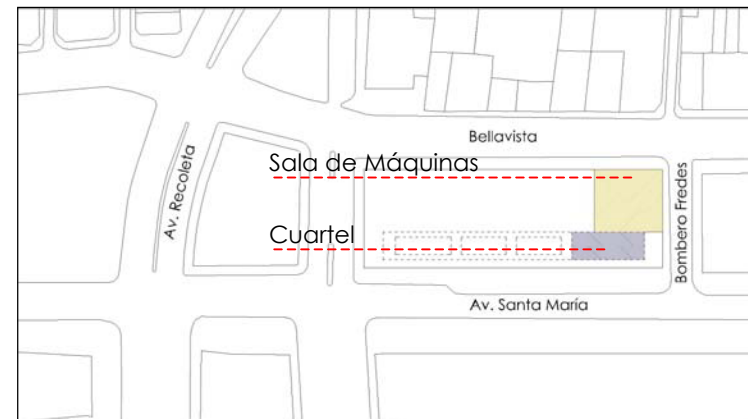 Bellavista
Sala de Máquinas
Av. Recoleta
Bombero Fredes
Cuartel
Av. Santa María